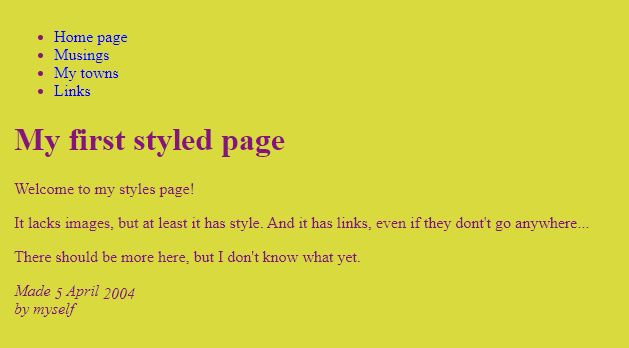 Home page
Musings
My towns
Links
My first styled page
Welcome to my styles page!
It lacks images, but at least it has style. And it has links, even if they dont't go anywhere...
There should be more here, but I don't know what yet.
Made 5 April 2004
by myself